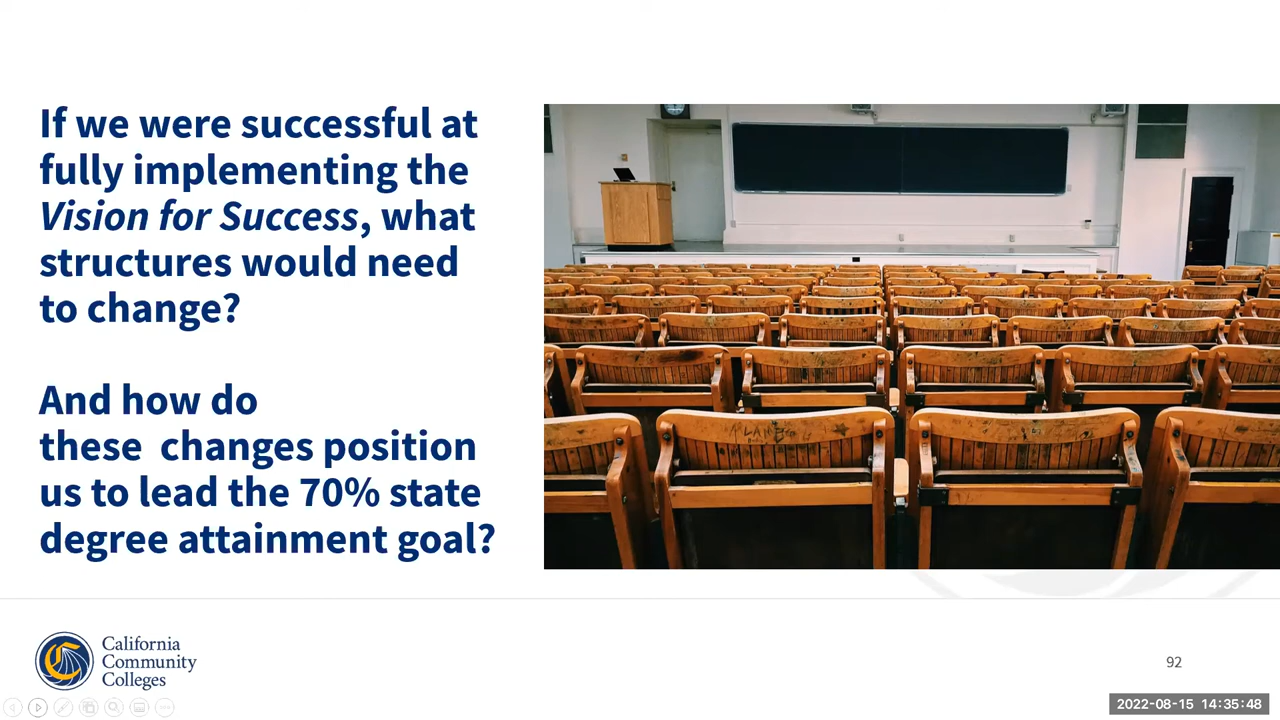 If we were successful at
fully implementing the
Vision for Success, what
structures would need
to change?
And how do
these  changes position
us to lead the 70% state
degree attainment goal?
California
Community
Colleges
92
2022-08-15 14:35:48